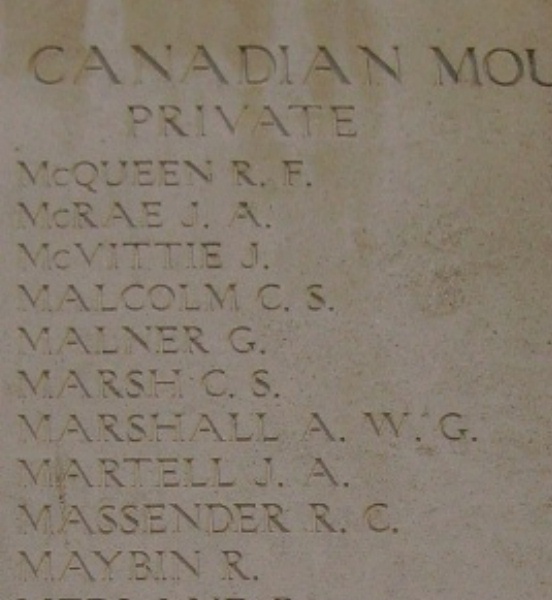 CANADIAN MOU
PRIVATE
McQUEEN R. F.
McRAE J. A.
McVITTIE J.
MALCOLM C. S.
MALNER G.
MARSH C. S.
MARSHALL A. W. G.
MARTELL J. A.
MASSENDER R. C.
MAYBIN R.